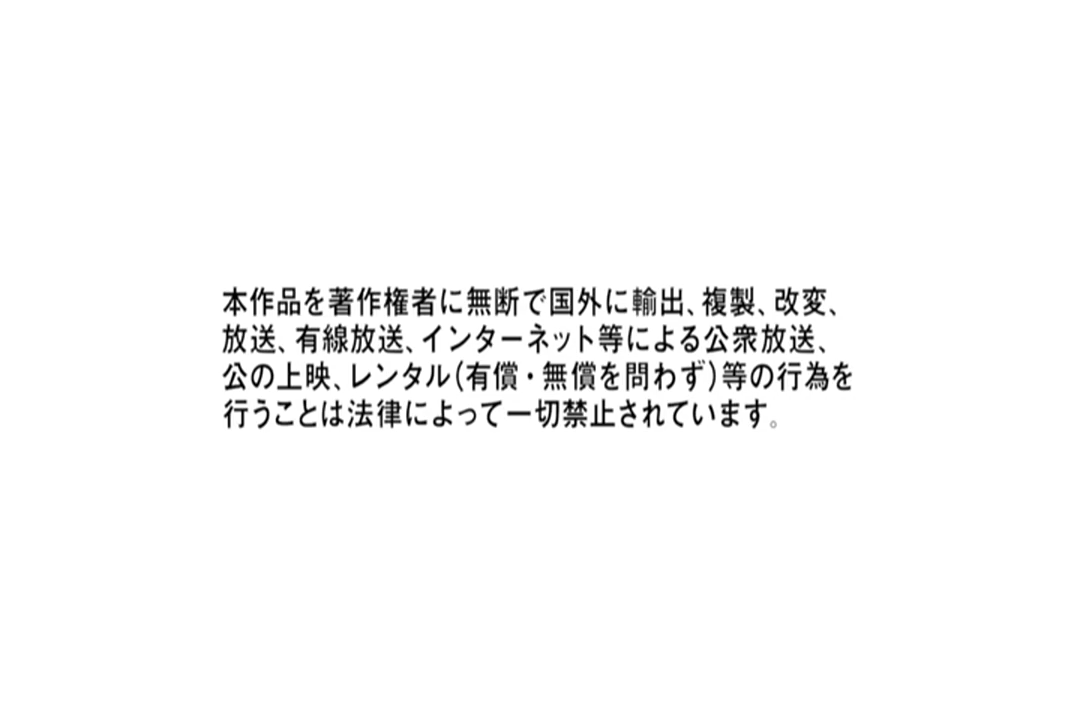 本作品を著作権者に無断で国外に輸出、複製、改変、
放送、有線放送、インターネット等による公衆放送、
公の上映、レンタル(有償・無償を問わず)等の行為を
行うことは法律によって一切禁止されています。